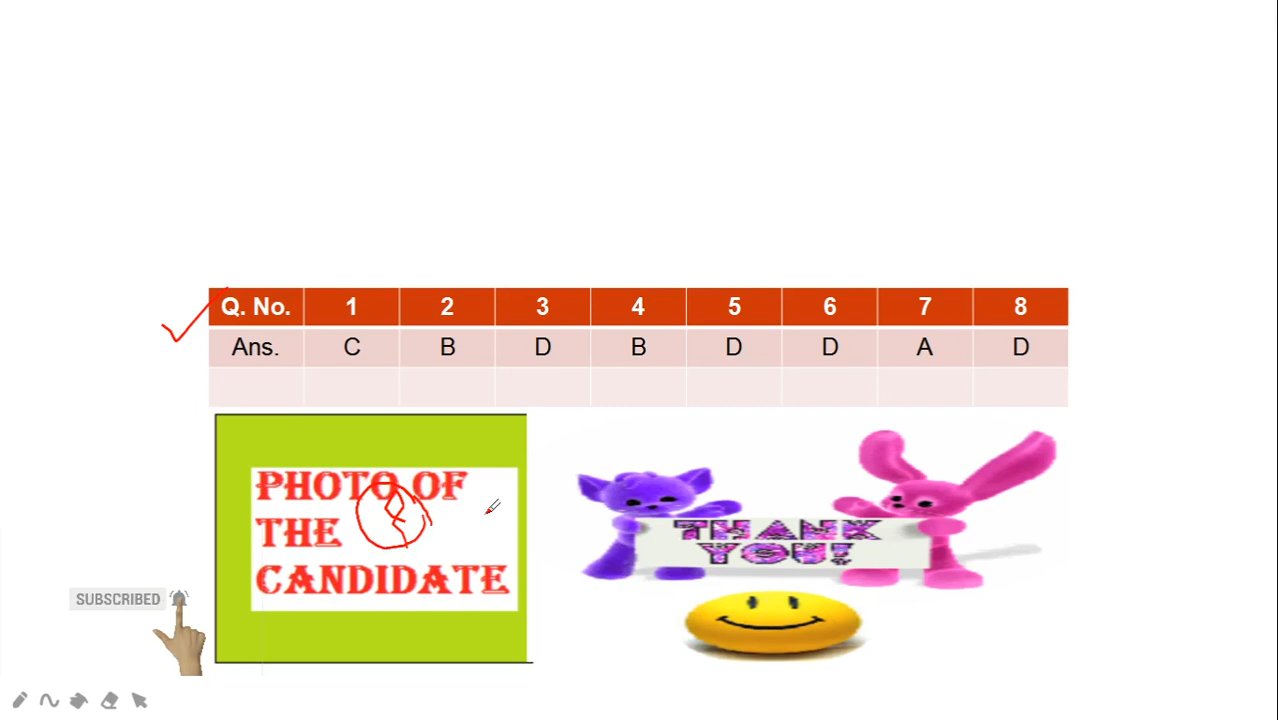 Q. No. 1 2 3 4 5 6 7 8
Ans. C B D B D D A D
PHOTO OF
THE
CANDIDATE
THANK
YOU!
SUBSCRIBED